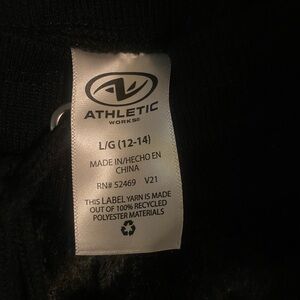 ATHLETIC
WORKS®
L/G (12-14)
MADE IN/HECHO EN
CHINA
RN# 52469 V21
THIS LABEL YARN IS MADE
OUT OF 100% RECYCLED
POLYESTER MATERIALS